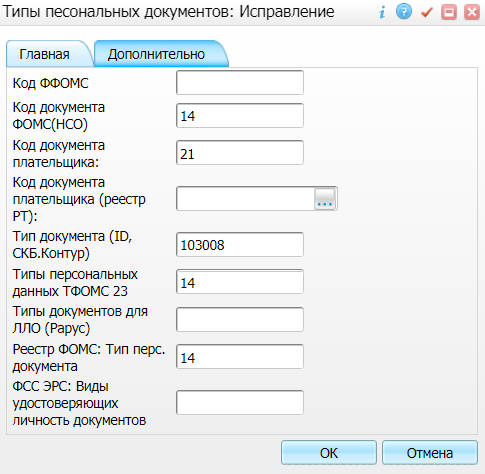 Типы песональных документов: Исправление
Главная
Дополнительно
Код ФФОМС
Код документа
ФОМС(НСО)
14
Код документа
плательщика:
21
Код документа
плательщика (реестр
РТ):
...
Тип документа (ID,
СКБ.Контур)
103008
Типы персональных
данных ТФОМС 23
14
Типы документов для
ЛЛО (Рарус)
Реестр ФОМС: Тип перс.
документа
14
ФСС ЭРС: Виды
удостоверяющих
личность документов
ОК
Отмена